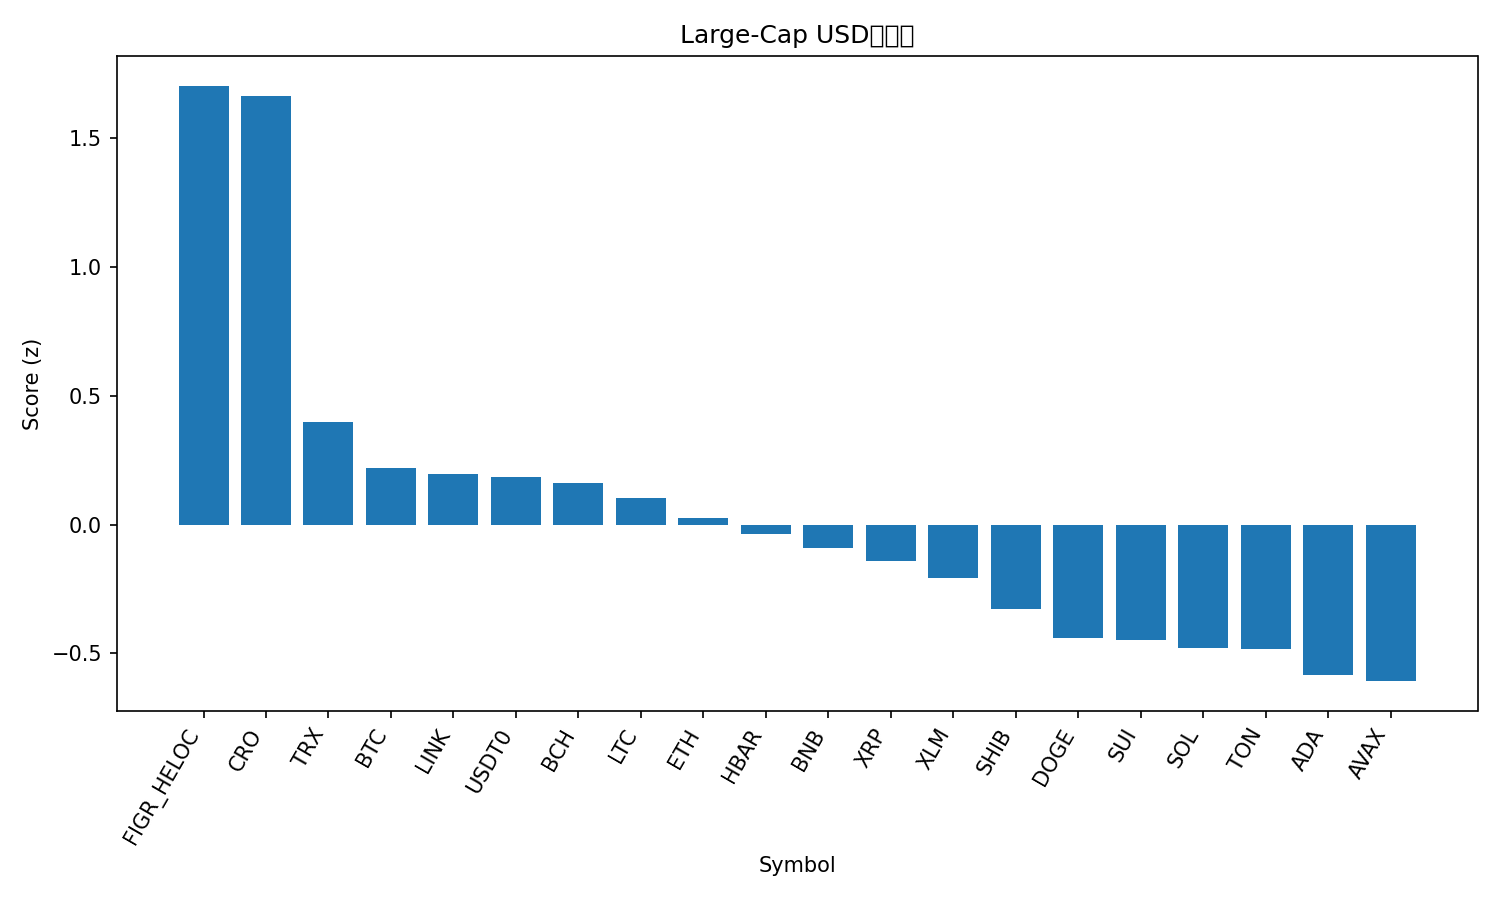 Large-Cap USD
Score (z)
1.5
1.0
0.5
0.0
−0.5
FIGR_HELOC
CRO
TRX
BTC
LINK
USDT0
BCH
LTC
ETH
HBAR
BNB
XRP
XLM
SHIB
DOGE
SUI
SOL
TON
ADA
AVAX
Symbol